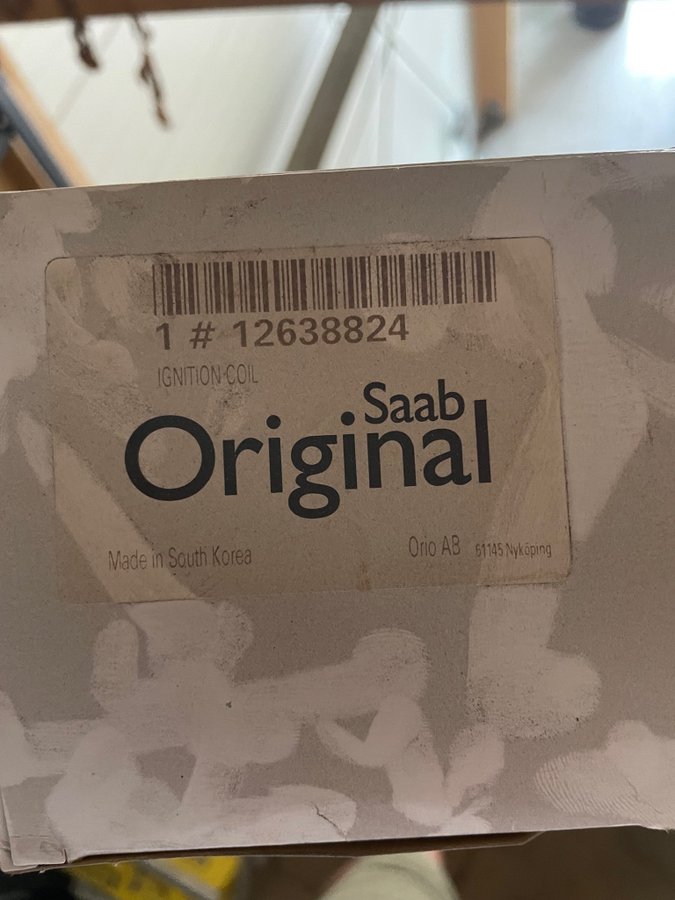 1 # 12638824
IGNITION COIL
Saab
Original
Made in South Korea
Orio AB 61145 Nyköping